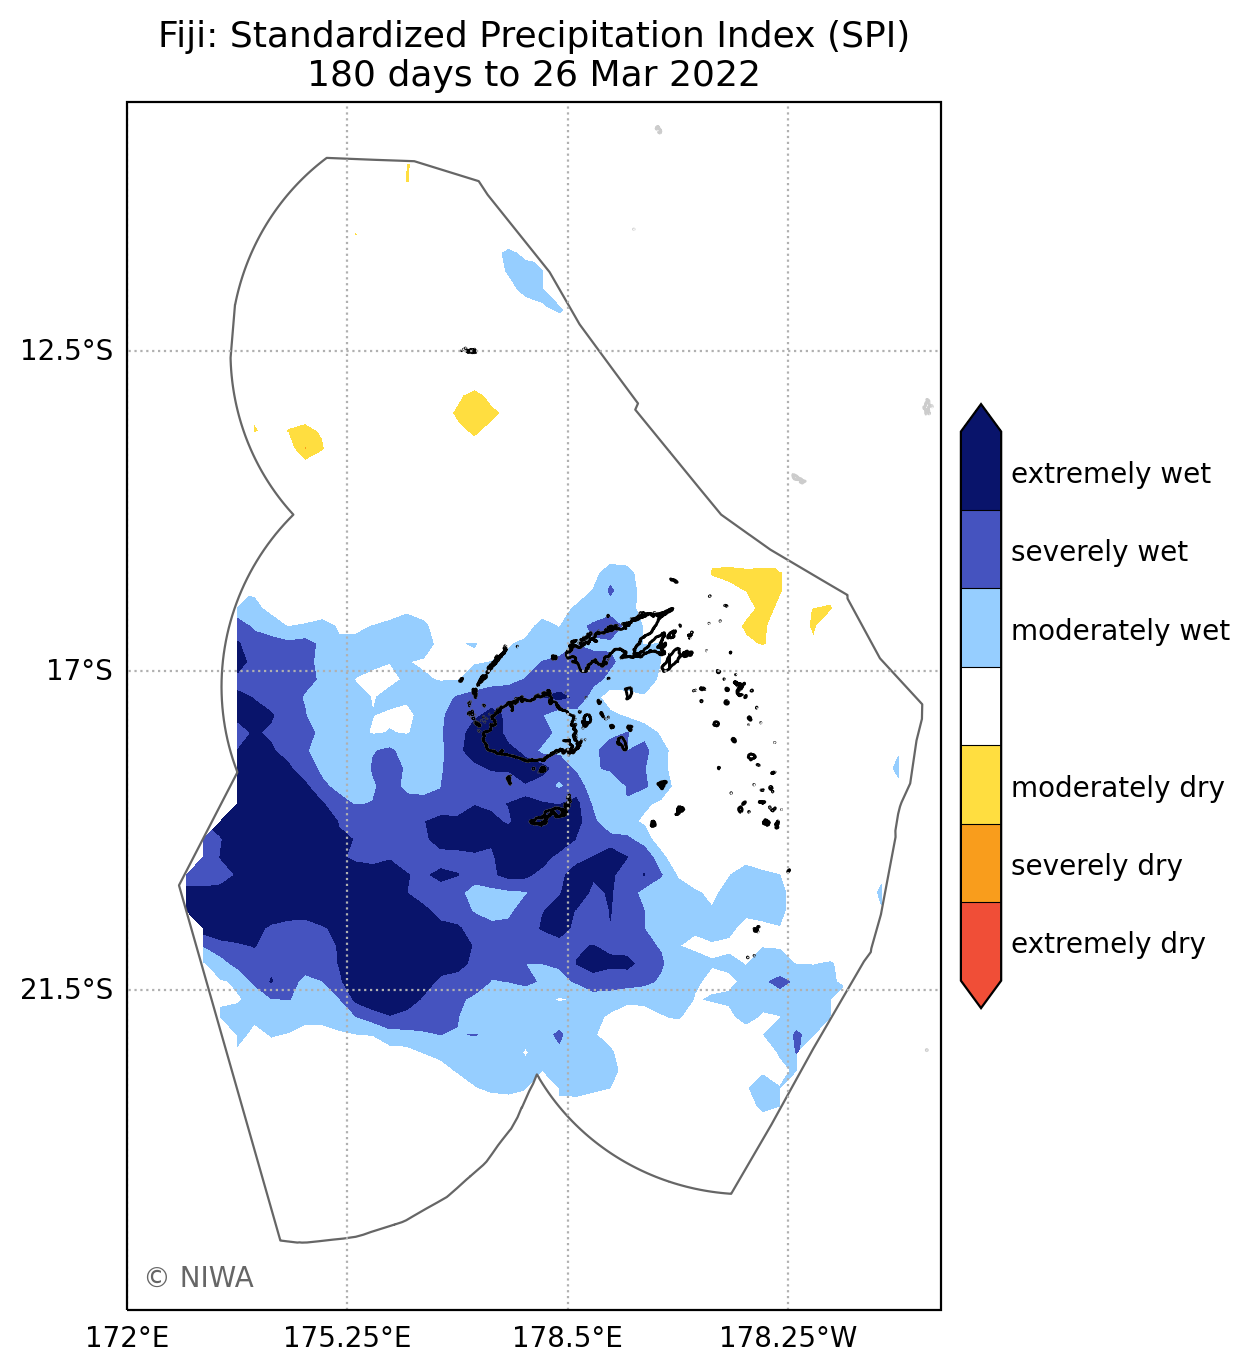 Fiji: Standardized Precipitation Index (SPI)
180 days to 26 Mar 2022
12.5°S
17°S
21.5°S
172°E
175.25°E
178.5°E
178.25°W
extremely wet
severely wet
moderately wet
moderately dry
severely dry
extremely dry
© NIWA